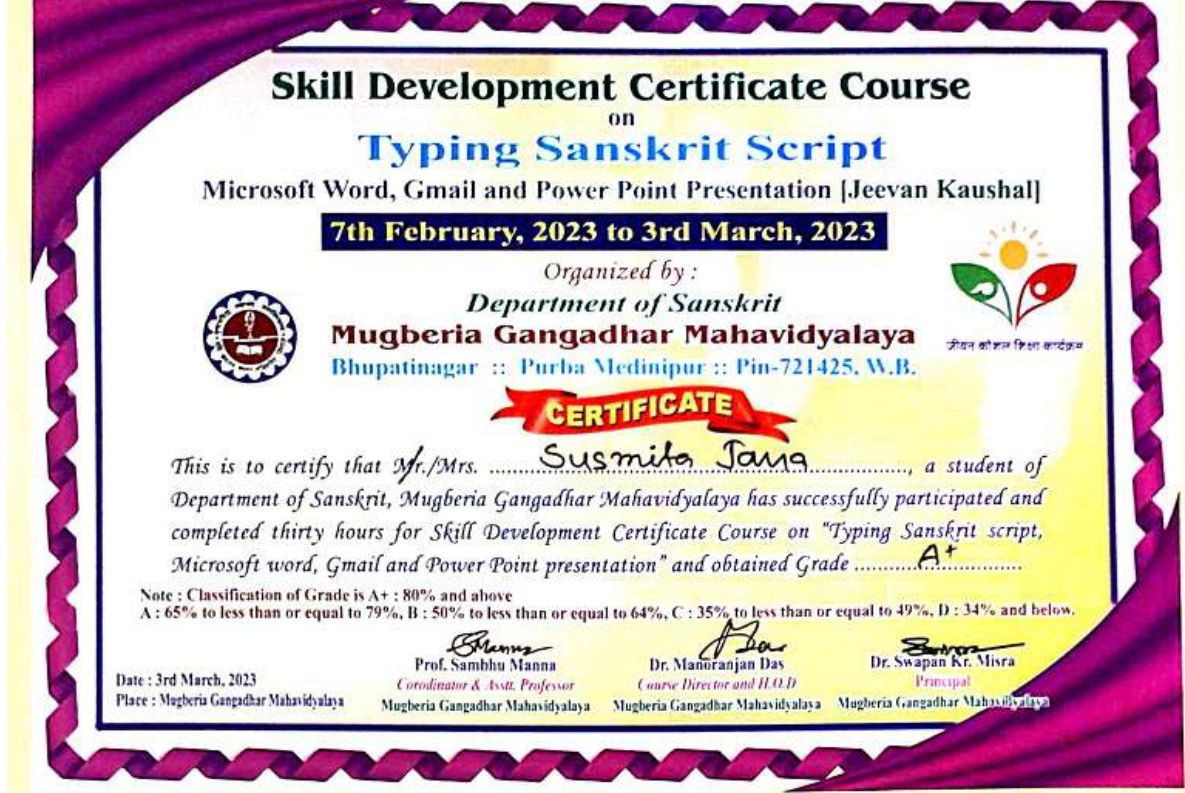 Skill Development Certificate Course
on
Typing Sanskrit Script
Microsoft Word, Gmail and Power Point Presentation [Jeevan Kaushal]
7th February, 2023 to 3rd March, 2023
Organized by :
Department of Sanskrit
Mugberia Gangadhar Mahavidyalaya
Bhupatinagar :: Purba Medinipur :: Pin-721425, W.B.
जीवन कौशल शिक्षा कार्यक्रम
CERTIFICATE
This is to certify that Mr./Mrs. Susmita Jana, a student of
Department of Sanskrit, Mugberia Gangadhar Mahavidyalaya has successfully participated and
completed thirty hours for Skill Development Certificate Course on "Typing Sanskrit script,
Microsoft word, Gmail and Power Point presentation" and obtained Grade A+
Note : Classification of Grade is A+ : 80% and above
A : 65% to less than or equal to 79%, B : 50% to less than or equal to 64%, C : 35% to less than or equal to 49%, D : 34% and below.
Prof. Sambhu Manna
Corodinator & Asstt. Professor
Mugberia Gangadhar Mahavidyalaya
Dr. Manoranjan Das
Course Director and H.O.D
Mugberia Gangadhar Mahavidyalaya
Dr. Swapan Kr. Misra
Principal
Mugberia Gangadhar Mahavidyalaya
Date : 3rd March, 2023
Place : Mugberia Gangadhar Mahavidyalaya